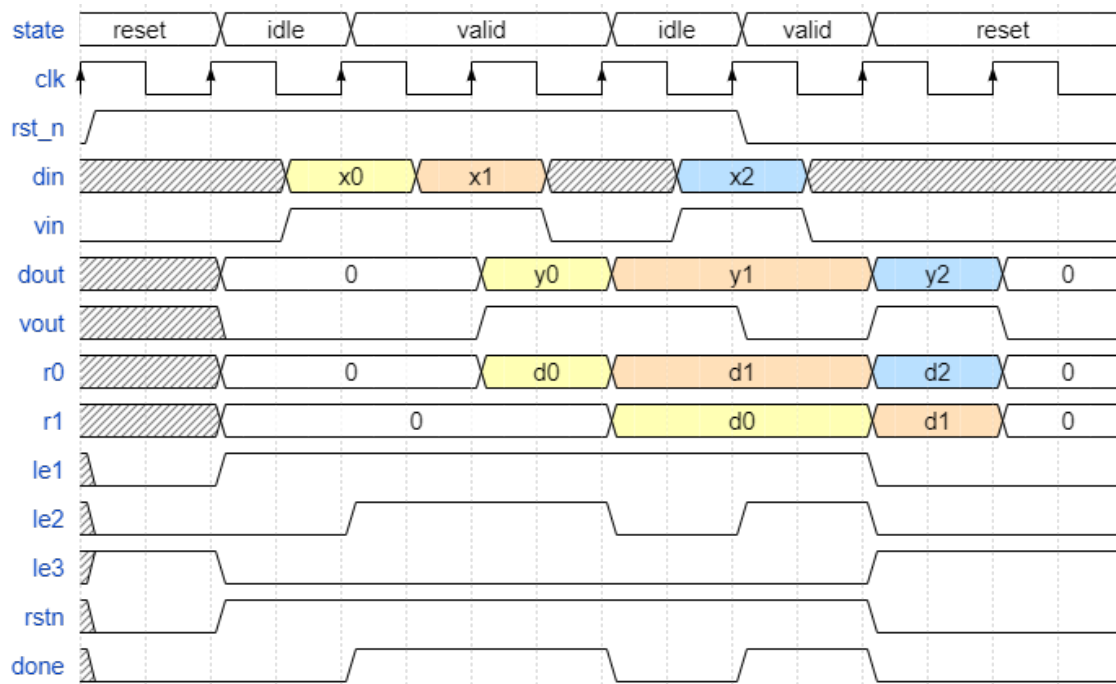 state reset idle valid idle valid reset
clk
rst_n
din x0 x1 x2
vin
dout 0 y0 y1 y2 0
vout
r0 0 d0 d1 d2 0
r1 0 d0 d1 0
le1
le2
le3
rstn
done